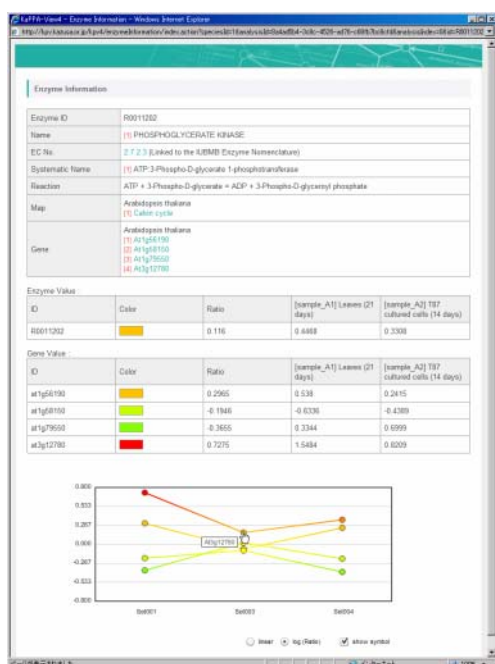 KaPPA-View4 - Enzyme Information - Windows Internet Explorer
Enzyme Information
Enzyme ID R0011202
Name [1] PHOSPHOGLYCERATE KINASE
EC No. 2.7.2.3 (Linked to the IUBMB Enzyme Nomenclature)
Systematic Name [1] ATP:3-Phospho-D-glycerate 1-phosphotransferase
Reaction ATP + 3-Phospho-D-glycerate = ADP + 3-Phospho-D-glyceroyl phosphate
Map Arabidopsis thaliana
[1] Calvin cycle
Gene Arabidopsis thaliana
[1] At1g56190
[2] At1g58150
[3] At1g79550
[4] At3g12780
Enzyme Value :
ID Color Ratio [sample_A1] Leaves (21 days) [sample_A2] T87 cultured cells (14 days)
R0011202 0.116 0.4468 0.3308
Gene Value :
ID Color Ratio [sample_A1] Leaves (21 days) [sample_A2] T87 cultured cells (14 days)
at1g56190 0.2965 0.538 0.2415
at1g58150 -0.1946 -0.6336 -0.4389
at1g79550 -0.3655 0.3344 0.6999
at3g12780 0.7275 1.5484 0.8209
0.800
0.533
0.267
0.000
-0.267
-0.533
-0.800
At3g12780
Set001 Set003 Set004
linear log (Ratio) show symbol